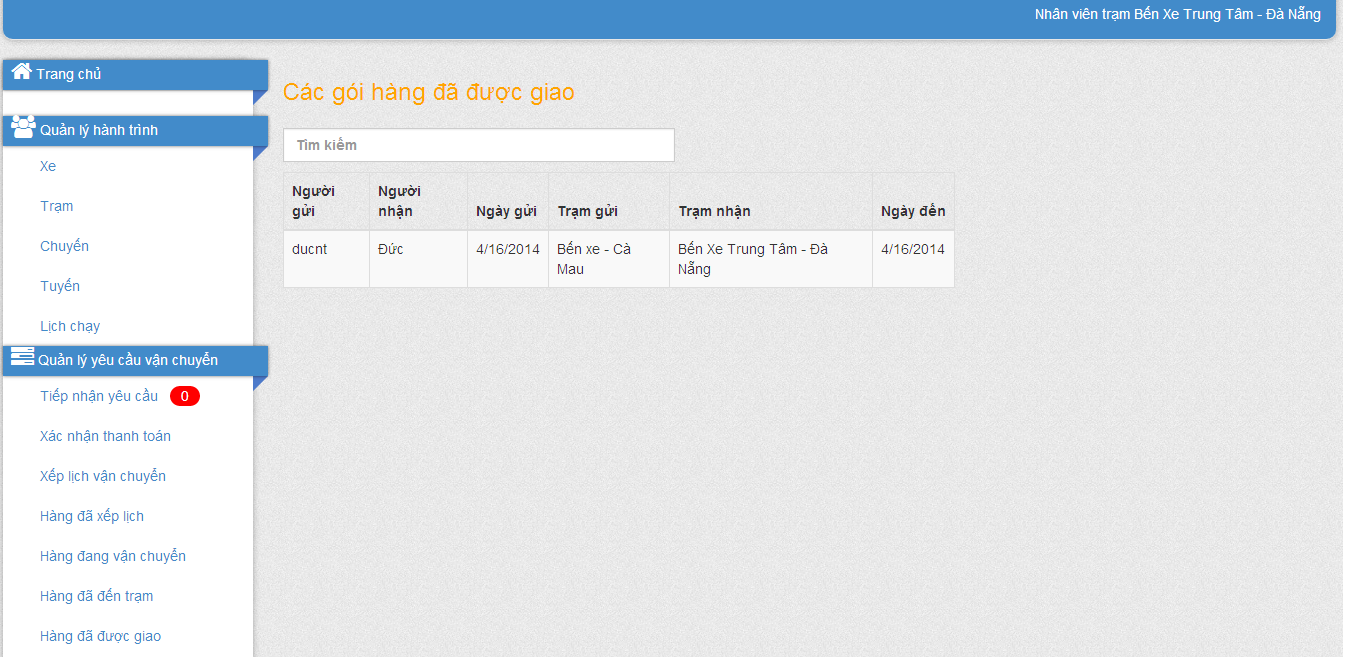 Nhân viên trạm Bến Xe Trung Tâm - Đà Nẵng
Trang chủ
Quản lý hành trình
Xe
Trạm
Chuyến
Tuyến
Lịch chạy
Quản lý yêu cầu vận chuyển
Tiếp nhận yêu cầu 0
Xác nhận thanh toán
Xếp lịch vận chuyển
Hàng đã xếp lịch
Hàng đang vận chuyển
Hàng đã đến trạm
Hàng đã được giao
Các gói hàng đã được giao
Tìm kiếm
Người gửi Người nhận Ngày gửi Trạm gửi Trạm nhận Ngày đến
ducnt Đức 4/16/2014 Bến xe - Cà Mau Bến Xe Trung Tâm - Đà Nẵng 4/16/2014